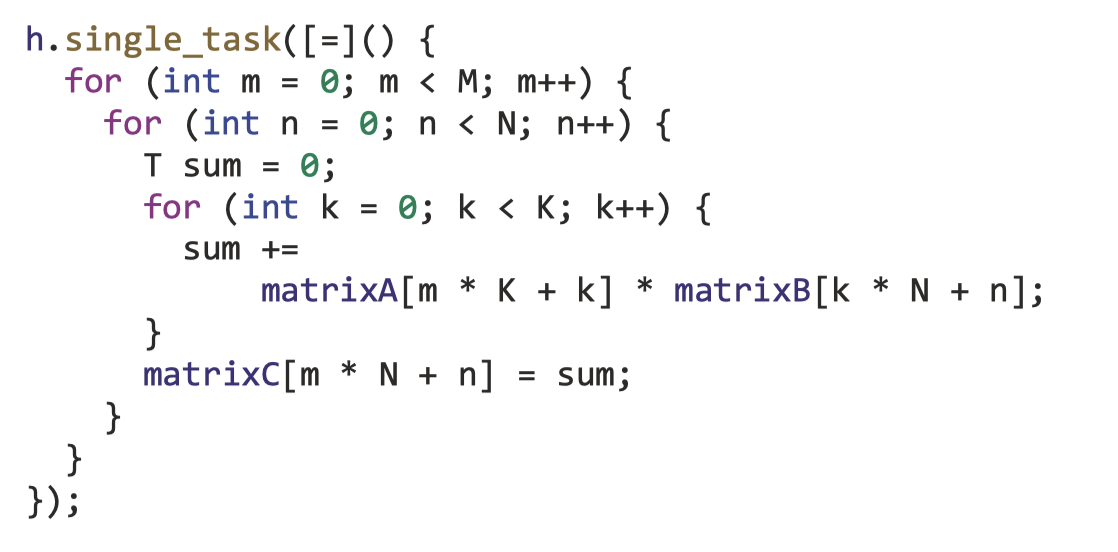 h.single_task([=]() {
  for (int m = 0; m < M; m++) {
    for (int n = 0; n < N; n++) {
      T sum = 0;
      for (int k = 0; k < K; k++) {
        sum +=
            matrixA[m * K + k] * matrixB[k * N + n];
      }
      matrixC[m * N + n] = sum;
    }
  }
});